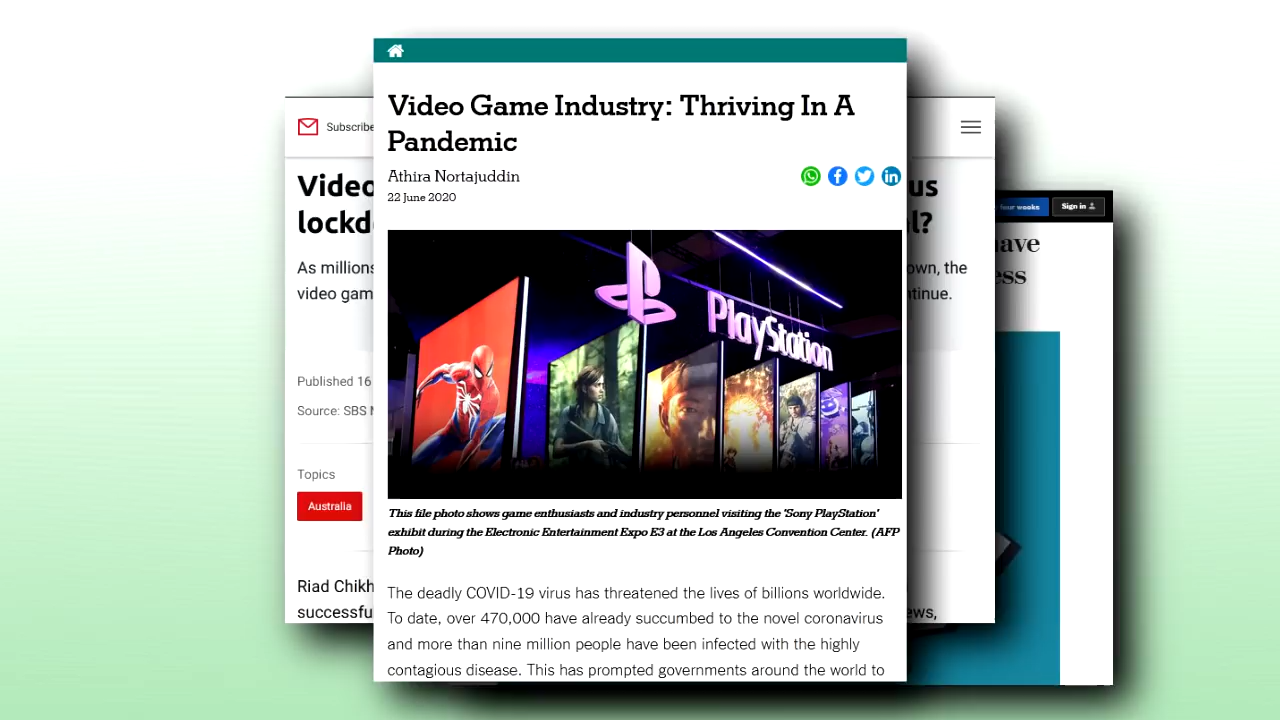 Video Game Industry: Thriving In A
Pandemic
Athira Nortajuddin
22 June 2020
PlayStation
This file photo shows game enthusiasts and industry personnel visiting the 'Sony PlayStation'
exhibit during the Electronic Entertainment Expo E3 at the Los Angeles Convention Center. (AFP
Photo)
The deadly COVID-19 virus has threatened the lives of billions worldwide.
To date, over 470,000 have already succumbed to the novel coronavirus
and more than nine million people have been infected with the highly
contagious disease. This has prompted governments around the world to
Subscribe
Video
us
lockd
l?
As millions
own, the
video gam
ntinue.
Published 16
Source: SBS
Topics
Australia
Riad Chikh
successfu
ews,
four weeks
Sign in
ave
ess